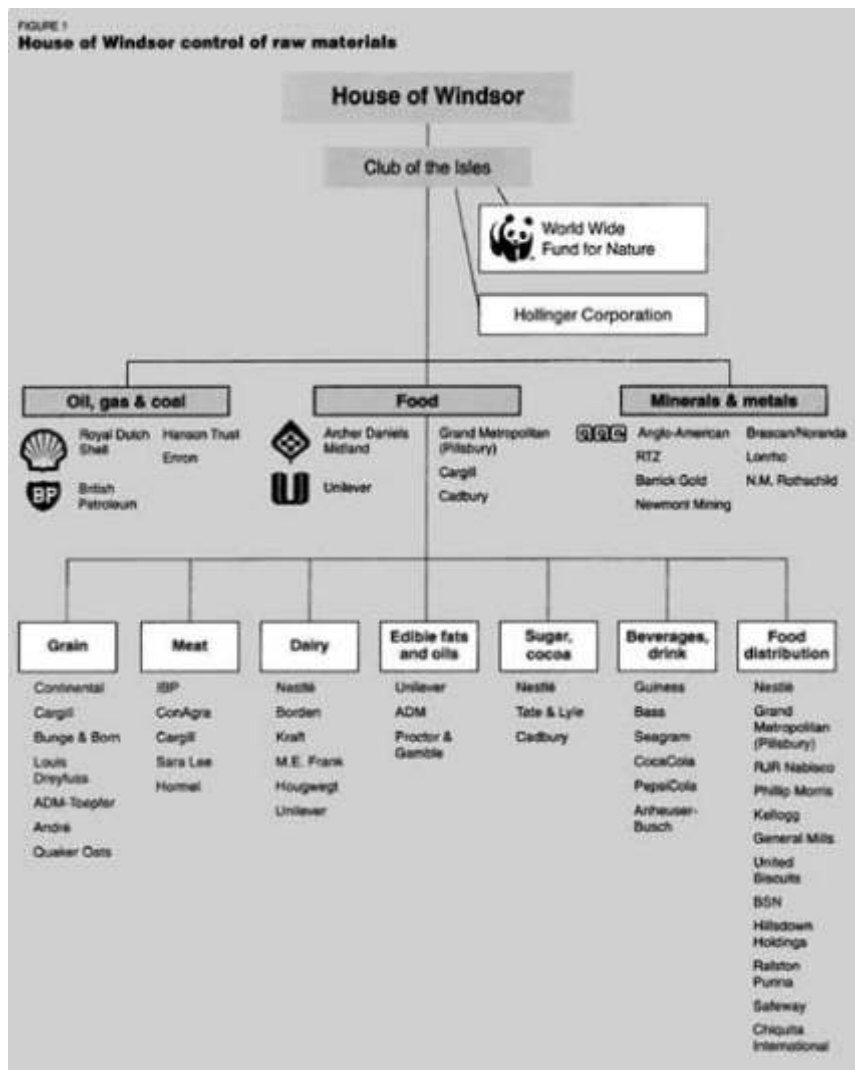 FIGURE 1
House of Windsor control of raw materials
House of Windsor
Club of the Isles
World Wide
Fund for Nature
Hollinger Corporation
Oil, gas & coal
Royal Dutch
Shell
BP
British
Petroleum
Hanson Trust
Enron
Food
Archer Daniels
Midland
Unilever
Grand Metropolitan
(Pillsbury)
Cargill
Cadbury
Minerals & metals
Anglo-American
RTZ
Barrick Gold
Newmont Mining
Brascan/Noranda
Lonrho
N.M. Rothschild
Grain
Continental
Cargill
Bunge & Born
Louis
Dreyfuss
ADM-Toepfer
André
Quaker Oats
Meat
IBP
ConAgra
Cargill
Sara Lee
Hormel
Dairy
Nestlé
Borden
Kraft
M.E. Frank
Hougwegt
Unilever
Edible fats
and oils
Unilever
ADM
Proctor &
Gamble
Sugar,
cocoa
Nestlé
Tate & Lyle
Cadbury
Beverages,
drink
Guiness
Bass
Seagram
CocaCola
PepsiCola
Anheuser-
Busch
Food
distribution
Nestlé
Grand
Metropolitan
(Pillsbury)
RJR Nabisco
Phillip Morris
Kellogg
General Mills
United
Biscuits
BSN
Hillsdown
Holdings
Ralston
Purina
Safeway
Chiquita
International